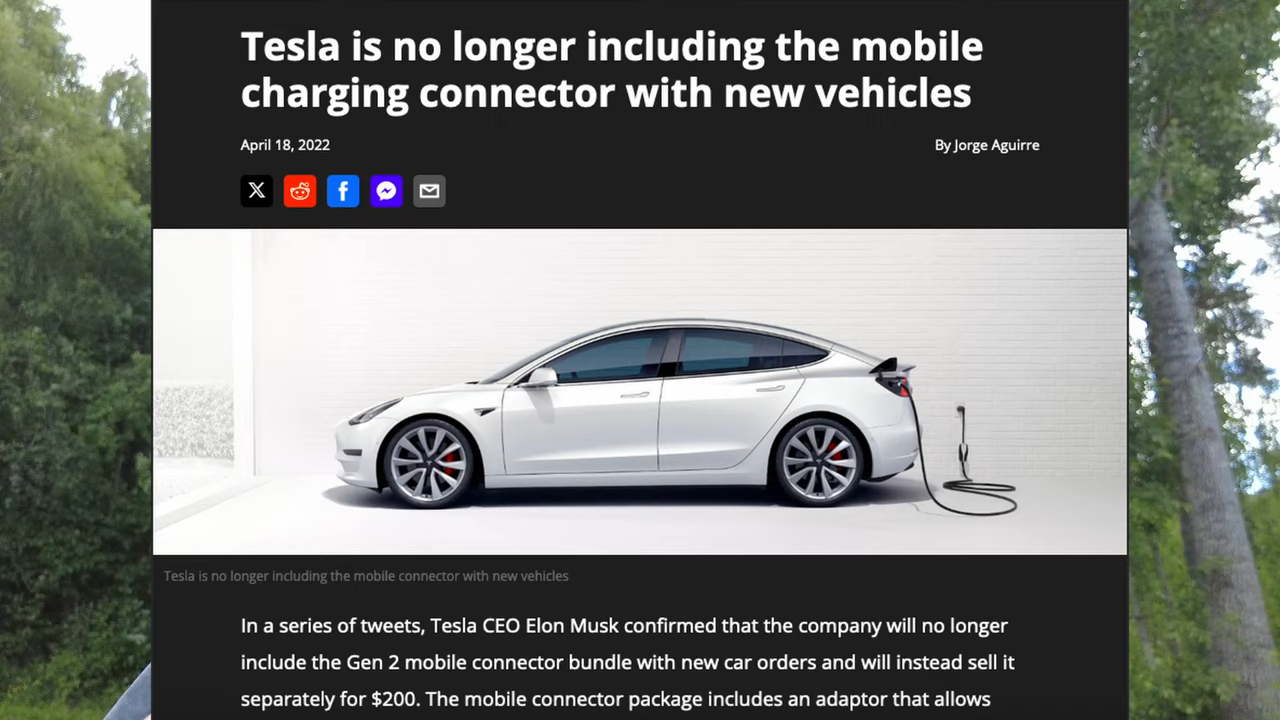 Tesla is no longer including the mobile
charging connector with new vehicles
April 18, 2022
By Jorge Aguirre
Tesla is no longer including the mobile connector with new vehicles
In a series of tweets, Tesla CEO Elon Musk confirmed that the company will no longer
include the Gen 2 mobile connector bundle with new car orders and will instead sell it
separately for $200. The mobile connector package includes an adaptor that allows